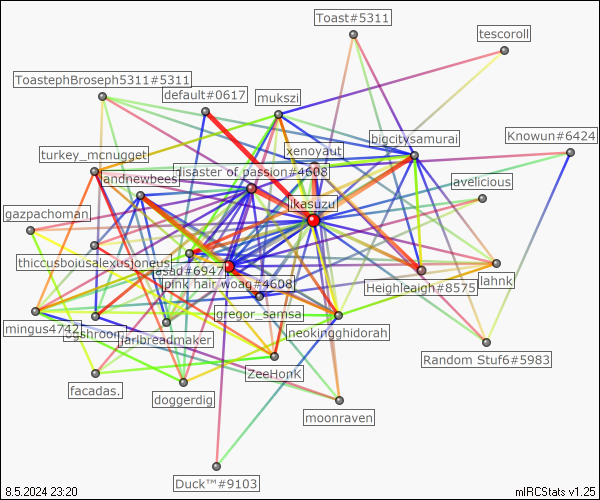 Toast#5311
tescoroll
ToastephBroseph5311#5311
default#0617
mukszi
Knowun#6424
bigcitysamurai
xenoyaut
turkey_mcnugget
disaster of passion#4608
landnewbees
avelicious
ikasuzu
gazpachoman
thiccusboiusalexusjoneus
asad#6947
lahnk
pink hair woag#4608
Heighleaigh#8575
gregor_samsa
mingus4742
jarlbreadmaker
neokingghidorah
Random Stuf6#5983
ZeeHonK
facadas.
doggerdig
moonraven
Duck™#9103
8.5.2024 23:20
mIRCStats v1.25